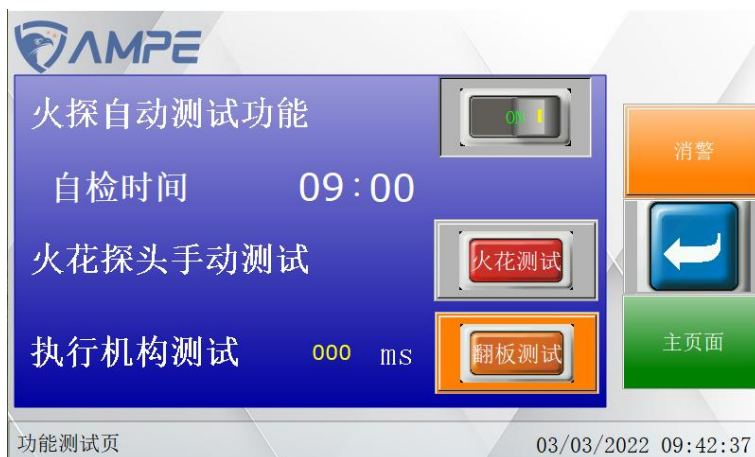 AMPE
火探自动测试功能
ON
消警
自检时间 09:00
火花探头手动测试
火花测试
执行机构测试 000 ms
翻板测试
主页面
功能测试页
03/03/2022 09:42:37